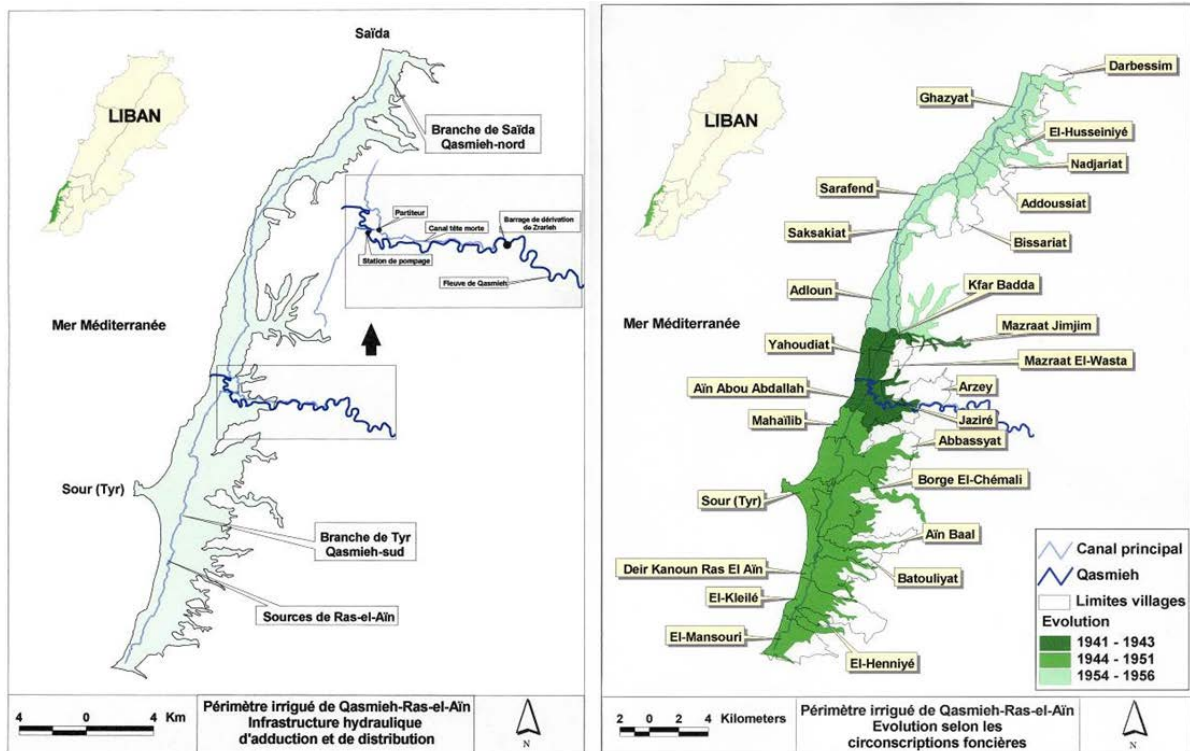 Saïda
LIBAN
Branche de Saïda
Qasmieh-nord
Partiteur
Canal tête morte
Barrage de dérivation
de Zrarieh
Station de pompage
Fleuve de Qasmieh
Mer Méditerranée
Sour (Tyr)
Branche de Tyr
Qasmieh-sud
Sources de Ras-el-Aïn
4 0 4 Km
Périmètre irrigué de Qasmieh-Ras-el-Aïn
Infrastructure hydraulique
d'adduction et de distribution
N
LIBAN
Darbessim
Ghazyat
El-Husseiniyé
Nadjariat
Sarafend
Addoussiat
Saksakiat
Bissariat
Adloun
Kfar Badda
Mer Méditerranée
Mazraat Jimjim
Yahoudiat
Mazraat El-Wasta
Aïn Abou Abdallah
Arzey
Mahaïlib
Jaziré
Abbassyat
Sour (Tyr)
Borge El-Chémali
Aïn Baal
Deir Kanoun Ras El Aïn
Batouliyat
El-Kleilé
El-Mansouri
El-Henniyé
Canal principal
Qasmieh
Limites villages
Evolution
1941 - 1943
1944 - 1951
1954 - 1956
2 0 2 4 Kilometers
Périmètre irrigué de Qasmieh-Ras-el-Aïn
Evolution selon les
circonscriptions foncières
N